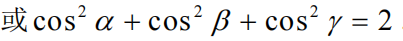 或cos² α + cos² β + cos² γ = 2